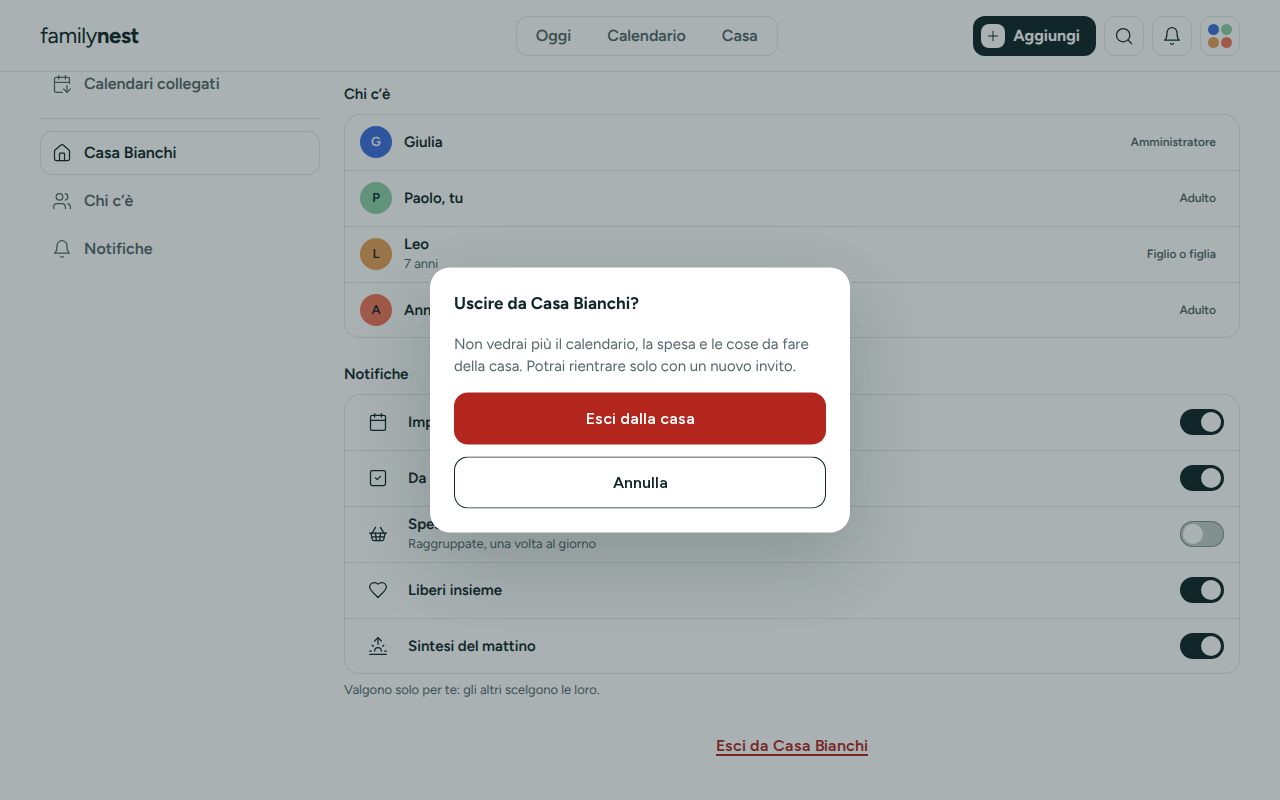 familynest
Oggi
Calendario
Casa
Aggiungi
Calendari collegati
Casa Bianchi
Chi c’è
Notifiche
Chi c’è
G
Giulia
Amministratore
P
Paolo, tu
Adulto
L
Leo
7 anni
Figlio o figlia
A
Adulto
Uscire da Casa Bianchi?
Non vedrai più il calendario, la spesa e le cose da fare
della casa. Potrai rientrare solo con un nuovo invito.
Esci dalla casa
Annulla
Notifiche
Da
Raggruppate, una volta al giorno
Liberi insieme
Sintesi del mattino
Valgono solo per te: gli altri scelgono le loro.
Esci da Casa Bianchi